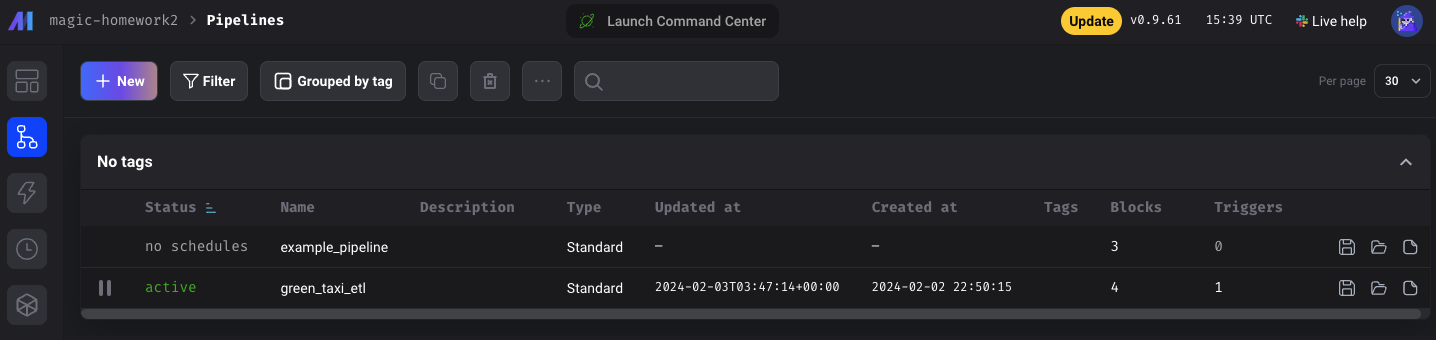 magic-homework2 > Pipelines Launch Command Center Update v0.9.61 15:39 UTC Live help
+ New Filter Grouped by tag ... Per page 30
No tags
Status Name Description Type Updated at Created at Tags Blocks Triggers
no schedules example_pipeline Standard — — 3 0
active green_taxi_etl Standard 2024-02-03T03:47:14+00:00 2024-02-02 22:50:15 4 1